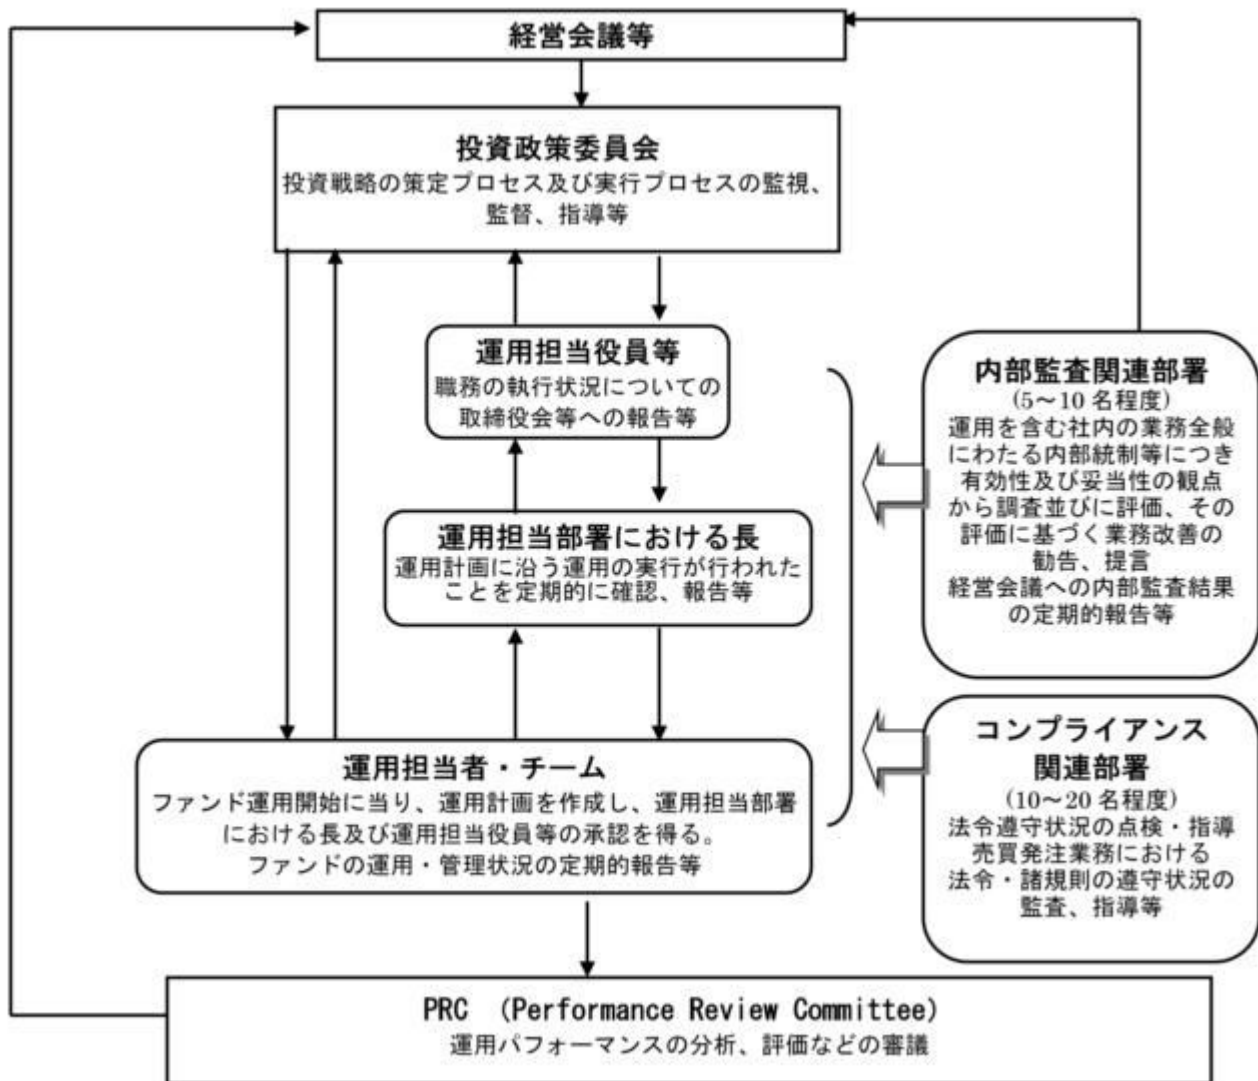 経営会議等
投資政策委員会
投資戦略の策定プロセス及び実行プロセスの監視、
監督、指導等
運用担当役員等
職務の執行状況についての
取締役会等への報告等
運用担当部署における長
運用計画に沿う運用の実行が行われた
ことを定期的に確認、報告等
運用担当者・チーム
ファンド運用開始に当り、運用計画を作成し、運用担当部署
における長及び運用担当役員等の承認を得る。
ファンドの運用・管理状況の定期的報告等
内部監査関連部署
(5～10 名程度)
運用を含む社内の業務全般
にわたる内部統制等につき
有効性及び妥当性の観点
から調査並びに評価、その
評価に基づく業務改善の
勧告、提言
経営会議への内部監査結果
の定期的報告等
コンプライアンス
関連部署
(10～20 名程度)
法令遵守状況の点検・指導
売買発注業務における
法令・諸規則の遵守状況の
監査、指導等
PRC (Performance Review Committee)
運用パフォーマンスの分析、評価などの審議